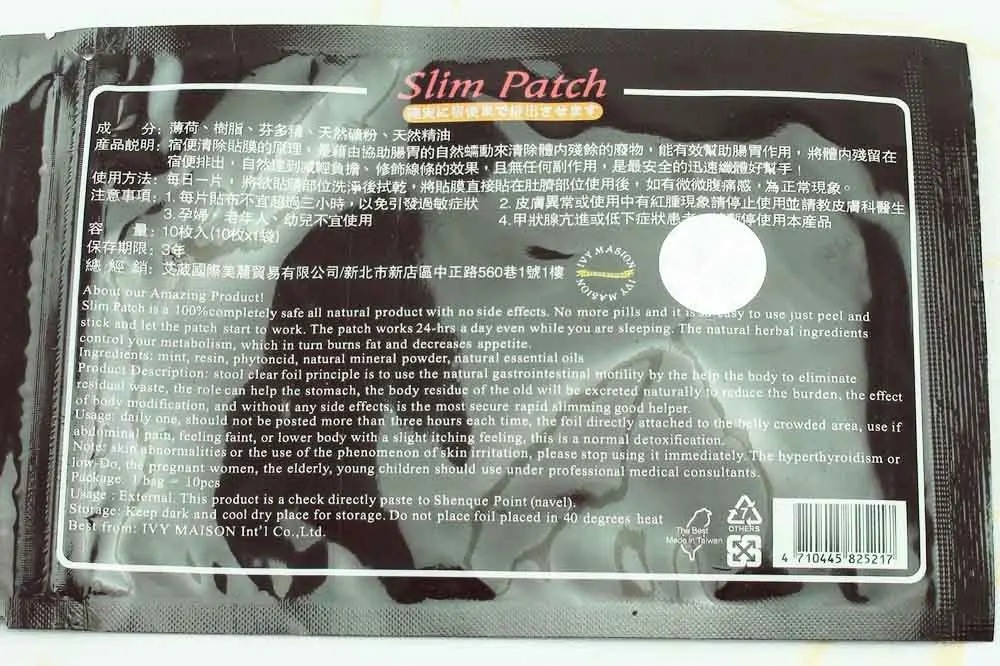 Slim Patch
成 分：薄荷、樹脂、芬多精、天然礦粉、天然精油
產品説明：宿便清除貼膜的原理，是藉由協助腸胃的自然蠕動來清除體內殘餘的廢物，能有效幫助腸胃作用，將體內殘留在
宿便排出，自然達到減輕負擔、修飾線條的效果，且無任何副作用，是最安全的迅速纖體好幫手！
使用方法：每日一片，將欲貼膜部位洗淨後拭乾，將貼膜直接貼在肚臍部位使用後，如有微微腹痛感，為正常現象。
注意事項：1.每片貼布不宜超過三小時，以免引發過敏症狀 2.皮膚異常或使用中有紅腫現象請停止使用並請教皮膚科醫生
3.孕婦、老年人、幼兒不宜使用 4.甲狀腺亢進或低下症狀患者 暫停使用本產品
容 量：10枚入(10枚x1袋)
保存期限：3年
總 經 銷：艾葳國際美麗貿易有限公司/新北市新店區中正路560巷1號1樓
IVY MAISION IVY MAISION
About our Amazing Product!
Slim Patch is a 100%completely safe all natural product with no side effects. No more pills and it is so easy to use just peel and
stick and let the patch start to work. The patch works 24-hrs a day even while you are sleeping. The natural herbal ingredients
control your metabolism, which in turn burns fat and decreases appetite.
Ingredients: mint, resin, phytoncid, natural mineral powder, natural essential oils
Product Description: stool clear foil principle is to use the natural gastrointestinal motility by the help the body to eliminate
residual waste, the role can help the stomach, the body residue of the old will be excreted naturally to reduce the burden, the effect
of body modification, and without any side effects, is the most secure rapid slimming good helper.
Usage: daily one, should not be posted more than three hours each time, the foil directly attached to the belly crowded area, use if
abdominal pain, feeling faint, or lower body with a slight itching feeling, this is a normal detoxification.
Note: skin abnormalities or the use of the phenomenon of skin irritation, please stop using it immediately. The hyperthyroidism or
low-Do, the pregnant women, the elderly, young children should use under professional medical consultants.
Package: 1 bag = 10pcs
Usage : External. This product is a check directly paste to Shenque Point (navel).
Storage: Keep dark and cool dry place for storage. Do not place foil placed in 40 degrees heat
Best from: IVY MAISON Int'l Co.,Ltd.
The Best
Made in Taiwan
7
OTHERS
4 710445 825217